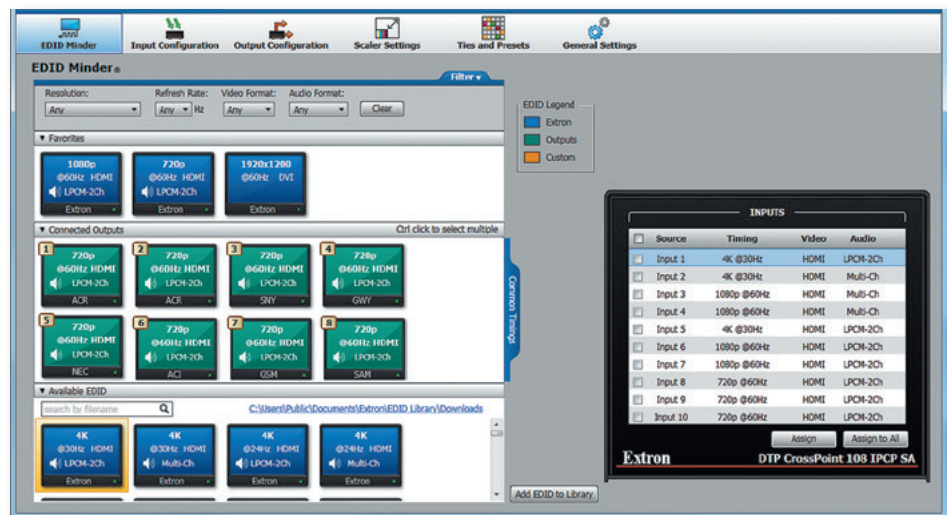 EDID Minder Input Configuration Output Configuration Scaler Settings Ties and Presets General Settings
EDID Minder®
Filter ▾
Resolution: Refresh Rate: Video Format: Audio Format:
Any Any Hz Any Any Clear
▾ Favorites
1080p 720p 1920x1200
@60Hz HDMI @60Hz HDMI @60Hz DVI
LPCM-2Ch LPCM-2Ch
Extron Extron Extron
▾ Connected Outputs Ctrl click to select multiple
1 2 3 4
720p 720p 720p 720p
@60Hz HDMI @60Hz HDMI @60Hz HDMI @60Hz HDMI
LPCM-2Ch LPCM-2Ch LPCM-2Ch LPCM-2Ch
ACR ACR SNY GWY
5 6 7 8
720p 720p 720p 720p
@60Hz HDMI @60Hz HDMI @60Hz HDMI @60Hz HDMI
LPCM-2Ch LPCM-2Ch LPCM-2Ch LPCM-2Ch
NEC ACI GSM SAM
▾ Available EDID
search by filename C:\Users\Public\Documents\Extron\EDID Library\Downloads
4K 4K 4K 4K
@30Hz HDMI @30Hz HDMI @24Hz HDMI @24Hz HDMI
LPCM-2Ch Multi-Ch LPCM-2Ch Multi-Ch
Extron Extron Extron Extron
Common Timings
EDID Legend
Extron
Outputs
Custom
Add EDID to Library
INPUTS
Source Timing Video Audio
Input 1 4K @30Hz HDMI LPCM-2Ch
Input 2 4K @30Hz HDMI Multi-Ch
Input 3 1080p @60Hz HDMI Multi-Ch
Input 4 1080p @60Hz HDMI Multi-Ch
Input 5 4K @30Hz HDMI LPCM-2Ch
Input 6 1080p @60Hz HDMI LPCM-2Ch
Input 7 1080p @60Hz HDMI LPCM-2Ch
Input 8 720p @60Hz HDMI LPCM-2Ch
Input 9 720p @60Hz HDMI LPCM-2Ch
Input 10 720p @60Hz HDMI LPCM-2Ch
Assign Assign to All
Extron DTP CrossPoint 108 IPCP SA